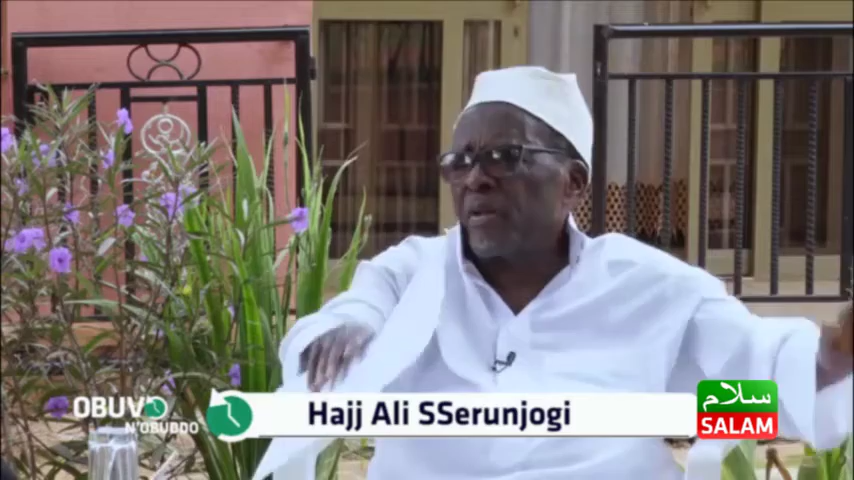 OBUVO
N'OBUBDO
Hajj Ali SSerunjogi
سلام
SALAM